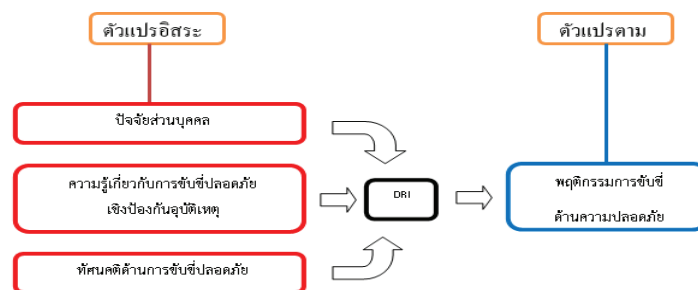 ตัวแปรอิสระ
ตัวแปรตาม
ปัจจัยส่วนบุคคล
ความรู้เกี่ยวกับการขับขี่ปลอดภัย
เชิงป้องกันอุบัติเหตุ
DRI
พฤติกรรมการขับขี่
ด้านความปลอดภัย
ทัศนคติด้านการขับขี่ปลอดภัย